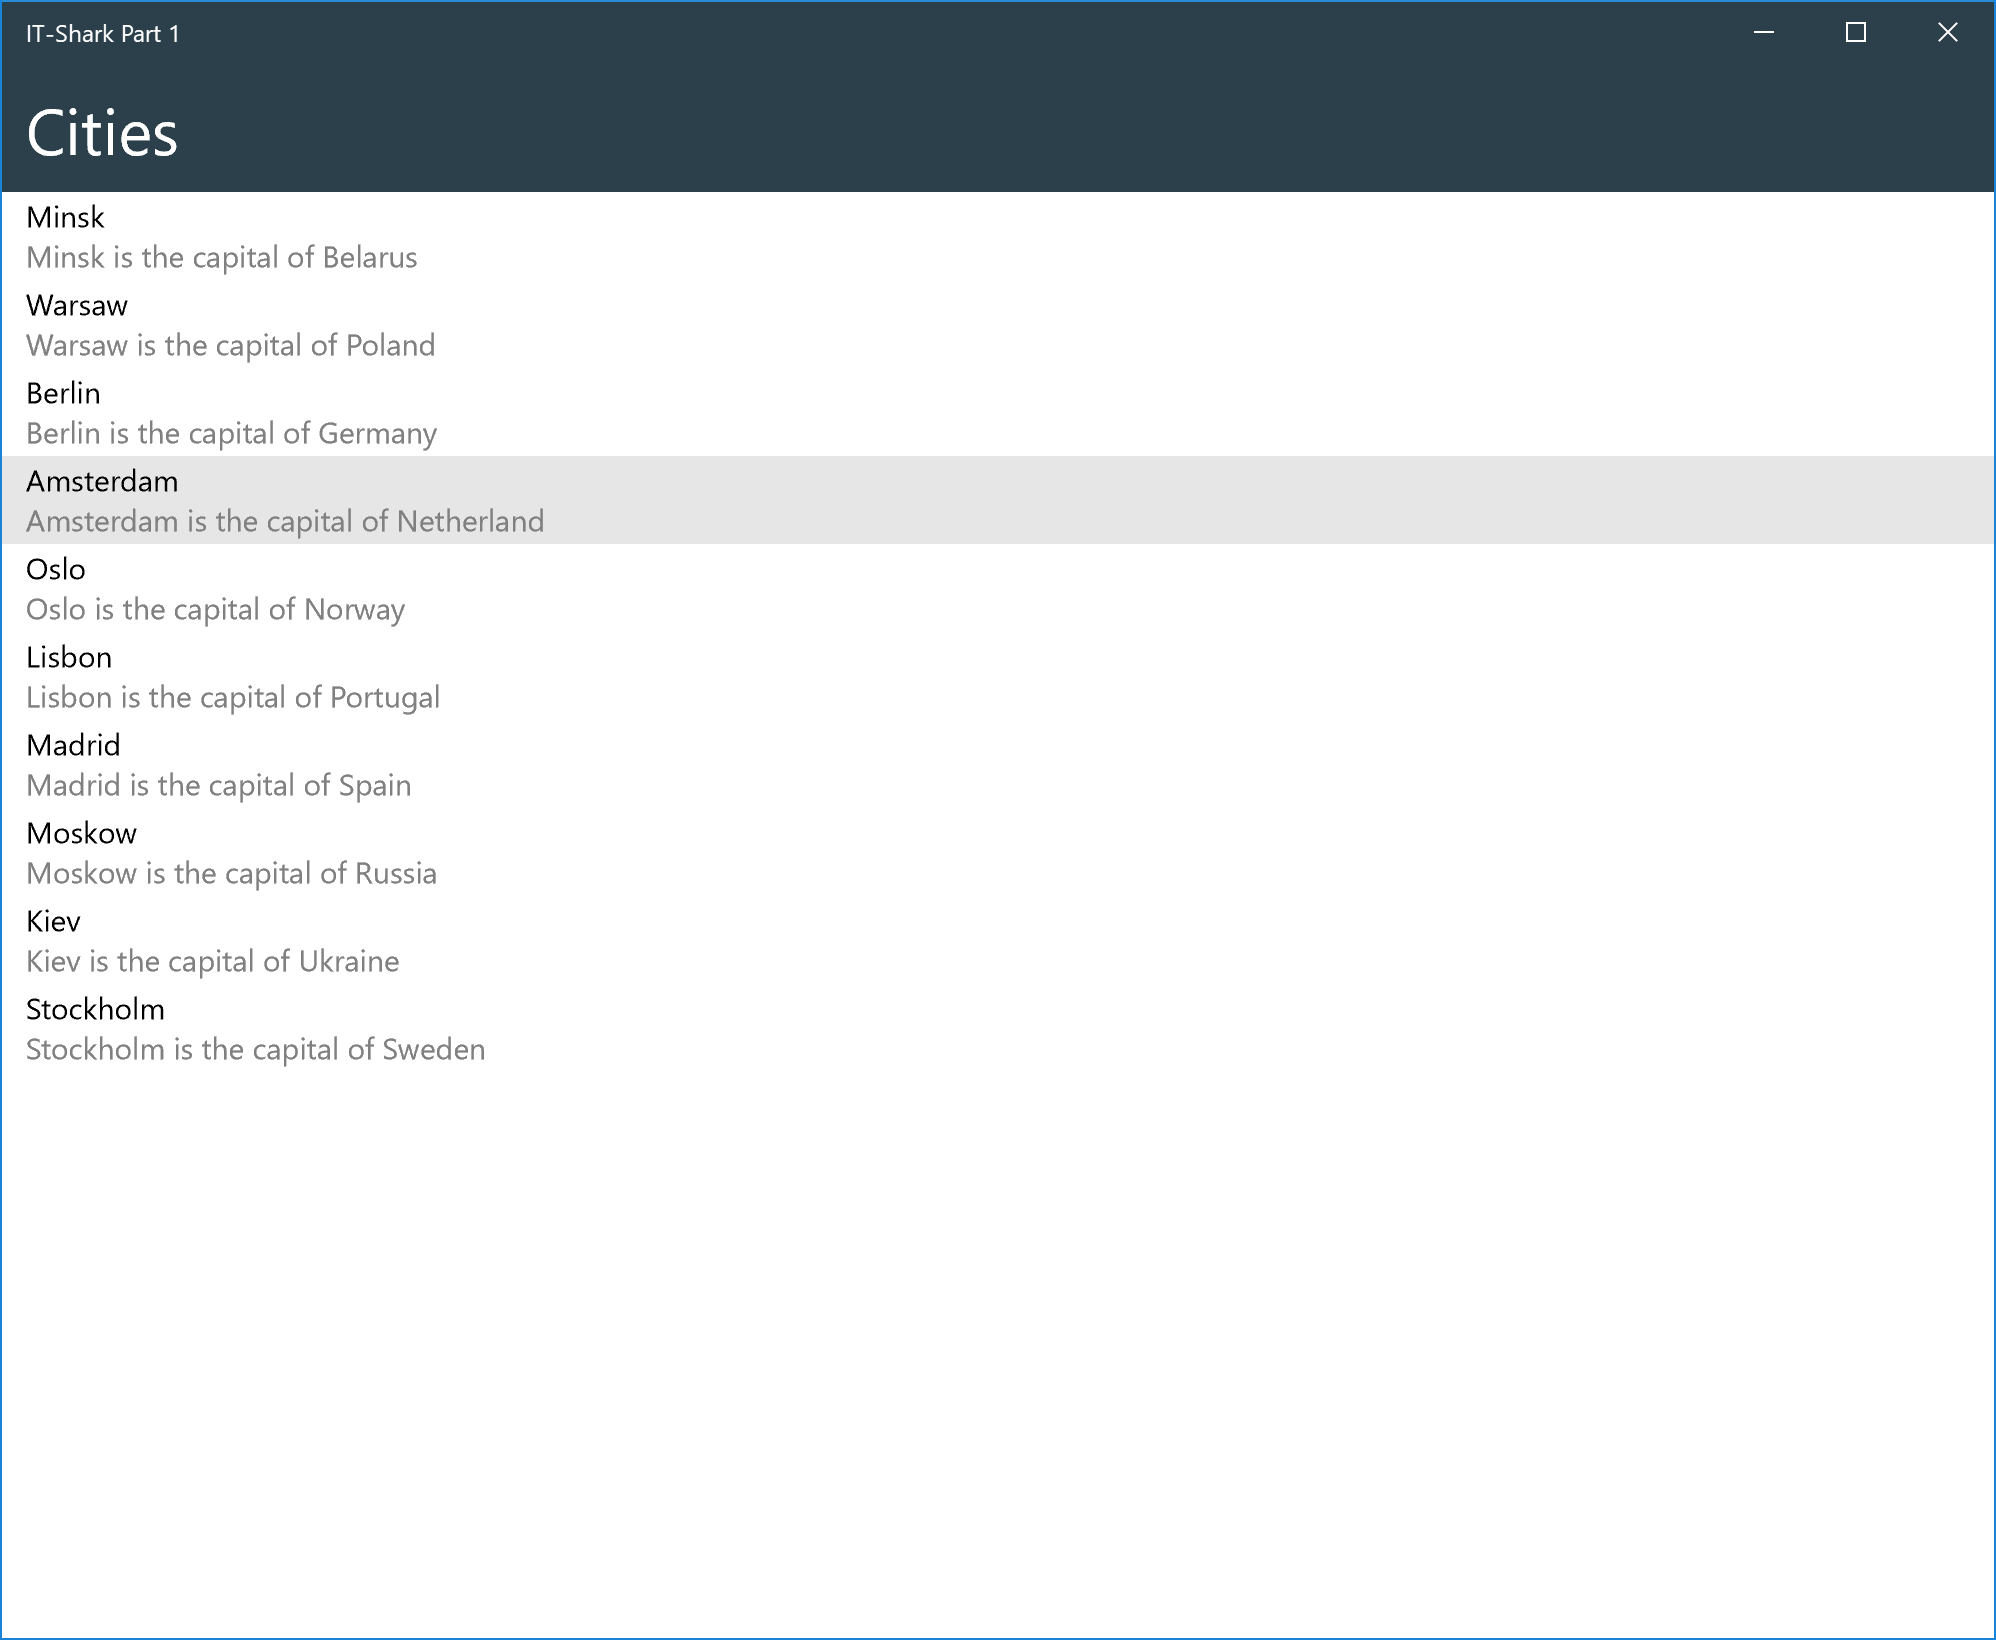 IT-Shark Part 1
Cities
Minsk
Minsk is the capital of Belarus
Warsaw
Warsaw is the capital of Poland
Berlin
Berlin is the capital of Germany
Amsterdam
Amsterdam is the capital of Netherland
Oslo
Oslo is the capital of Norway
Lisbon
Lisbon is the capital of Portugal
Madrid
Madrid is the capital of Spain
Moskow
Moskow is the capital of Russia
Kiev
Kiev is the capital of Ukraine
Stockholm
Stockholm is the capital of Sweden